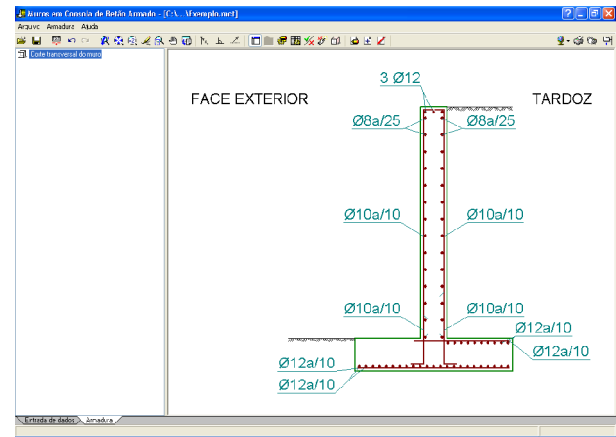 Muros em Consola de Betão Armado - [C:\...\Exemplo.mct]
Arquivo Armadura Ajuda
Corte transversal do muro
3 Ø12
FACE EXTERIOR
TARDOZ
Ø8a/25 Ø8a/25
Ø10a/10 Ø10a/10
Ø10a/10 Ø10a/10
Ø12a/10
Ø12a/10
Ø12a/10
Ø12a/10
Entrada de dados Armadura